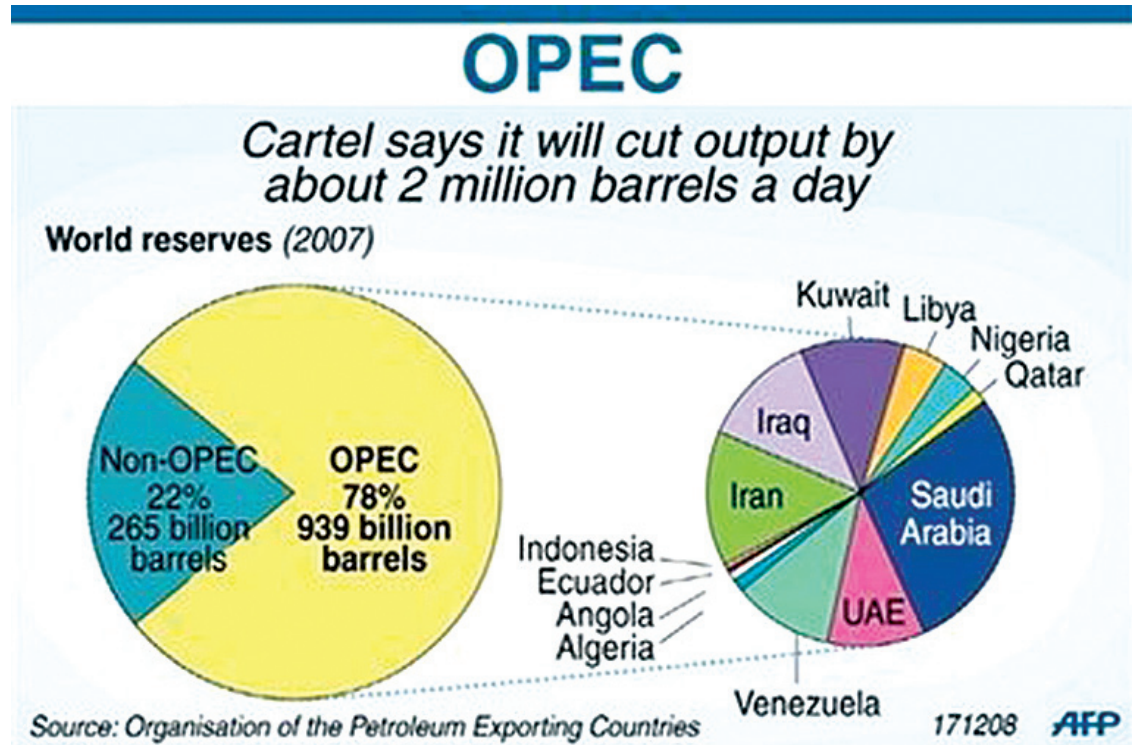 OPEC
Cartel says it will cut output by
about 2 million barrels a day
World reserves (2007)
Non-OPEC
22%
265 billion
barrels
OPEC
78%
939 billion
barrels
Kuwait
Libya
Nigeria
Qatar
Iraq
Iran
Saudi
Arabia
Indonesia
Ecuador
Angola
Algeria
UAE
Venezuela
Source: Organisation of the Petroleum Exporting Countries
171208
AFP